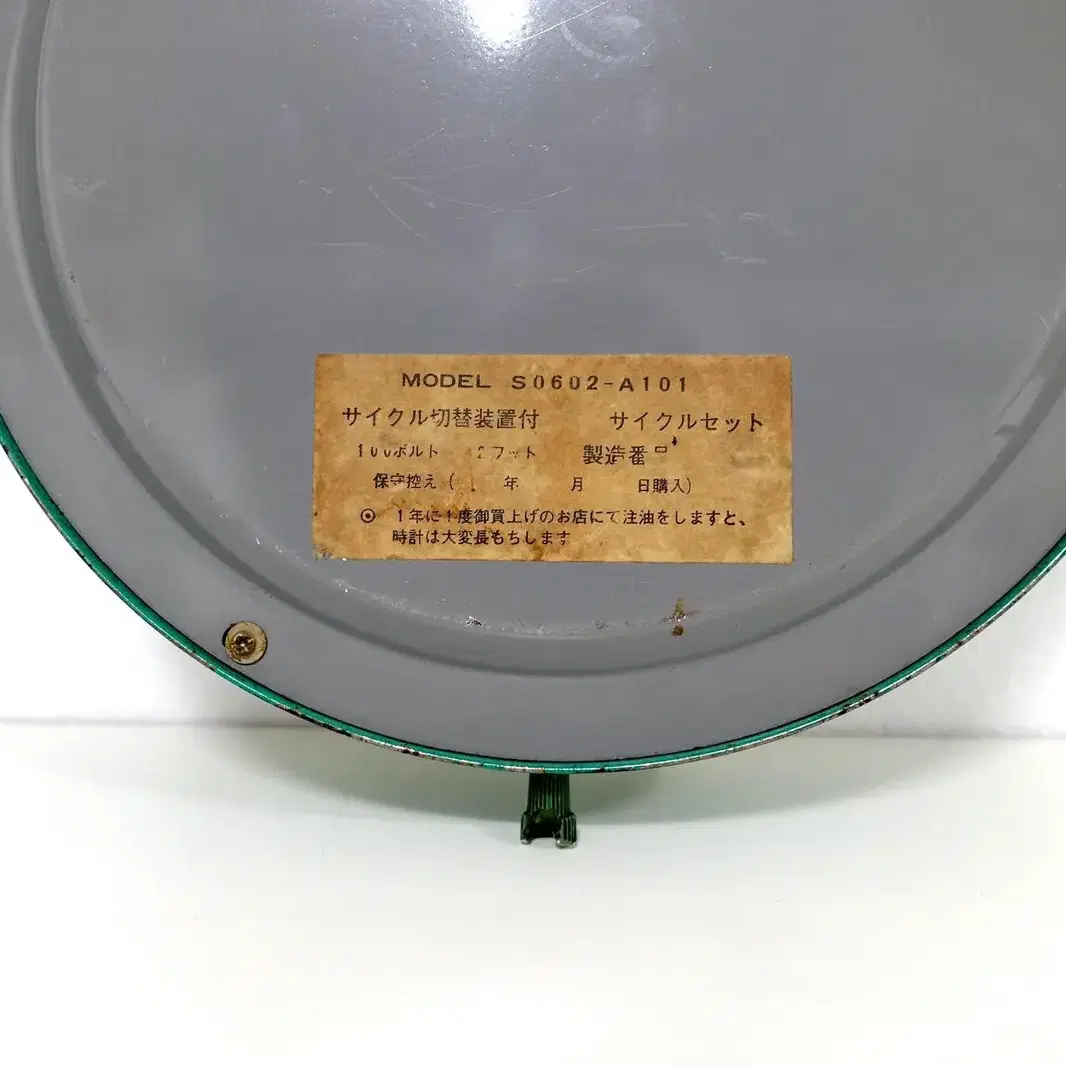 MODEL S0602-A101
サイクル切替装置付 サイクルセット
100ボルト 2ワット 製造番号
保守控え( 年 月 日購入)
⦿ 1年に1度御買上げのお店にて注油をしますと、
時計は大変長もちします